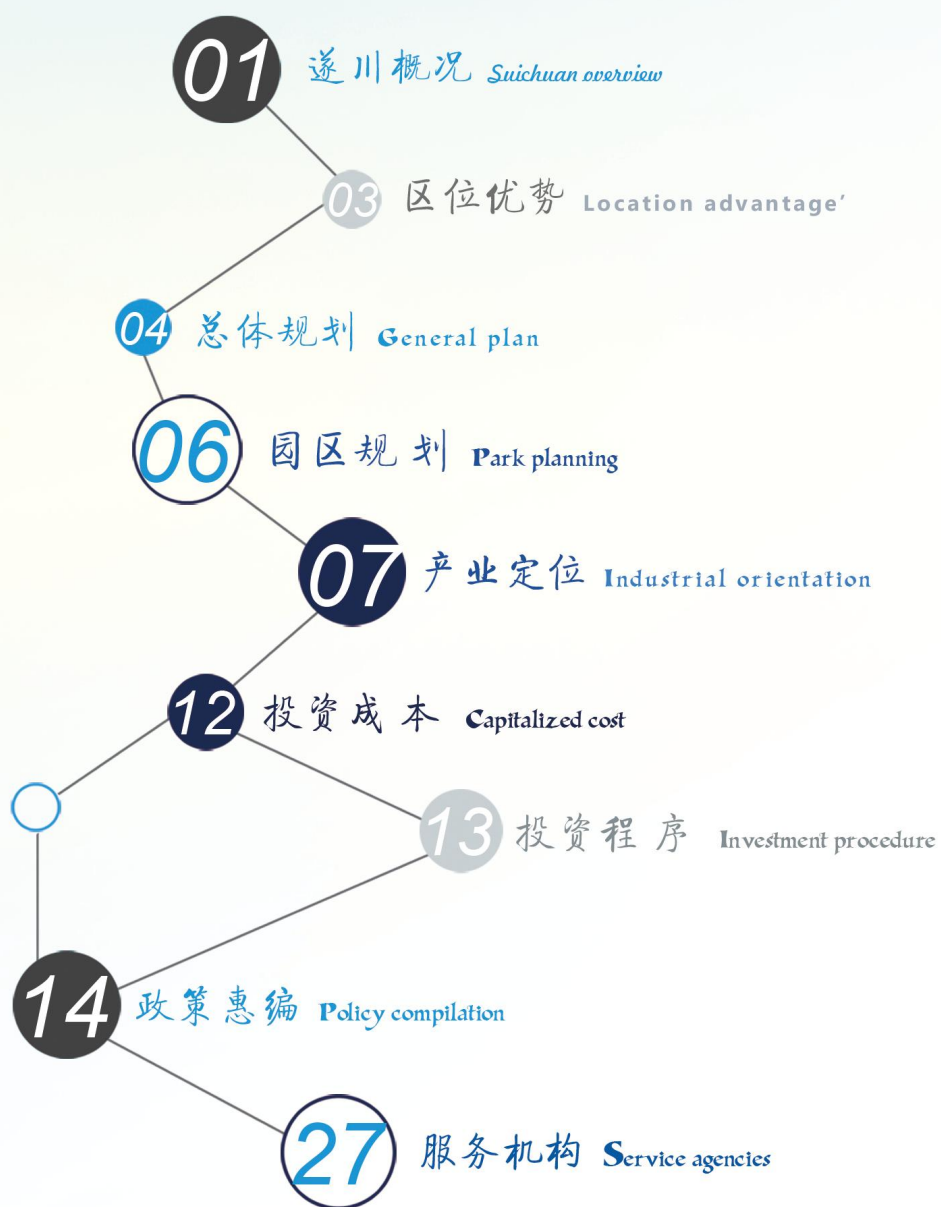 01 遂川概况 Suichuan overview
03 区位优势 Location advantage'
04 总体规划 General plan
06 园区规划 Park planning
07 产业定位 Industrial orientation
12 投资成本 Capitalized cost
13 投资程序 Investment procedure
14 政策惠编 Policy compilation
27 服务机构 Service agencies